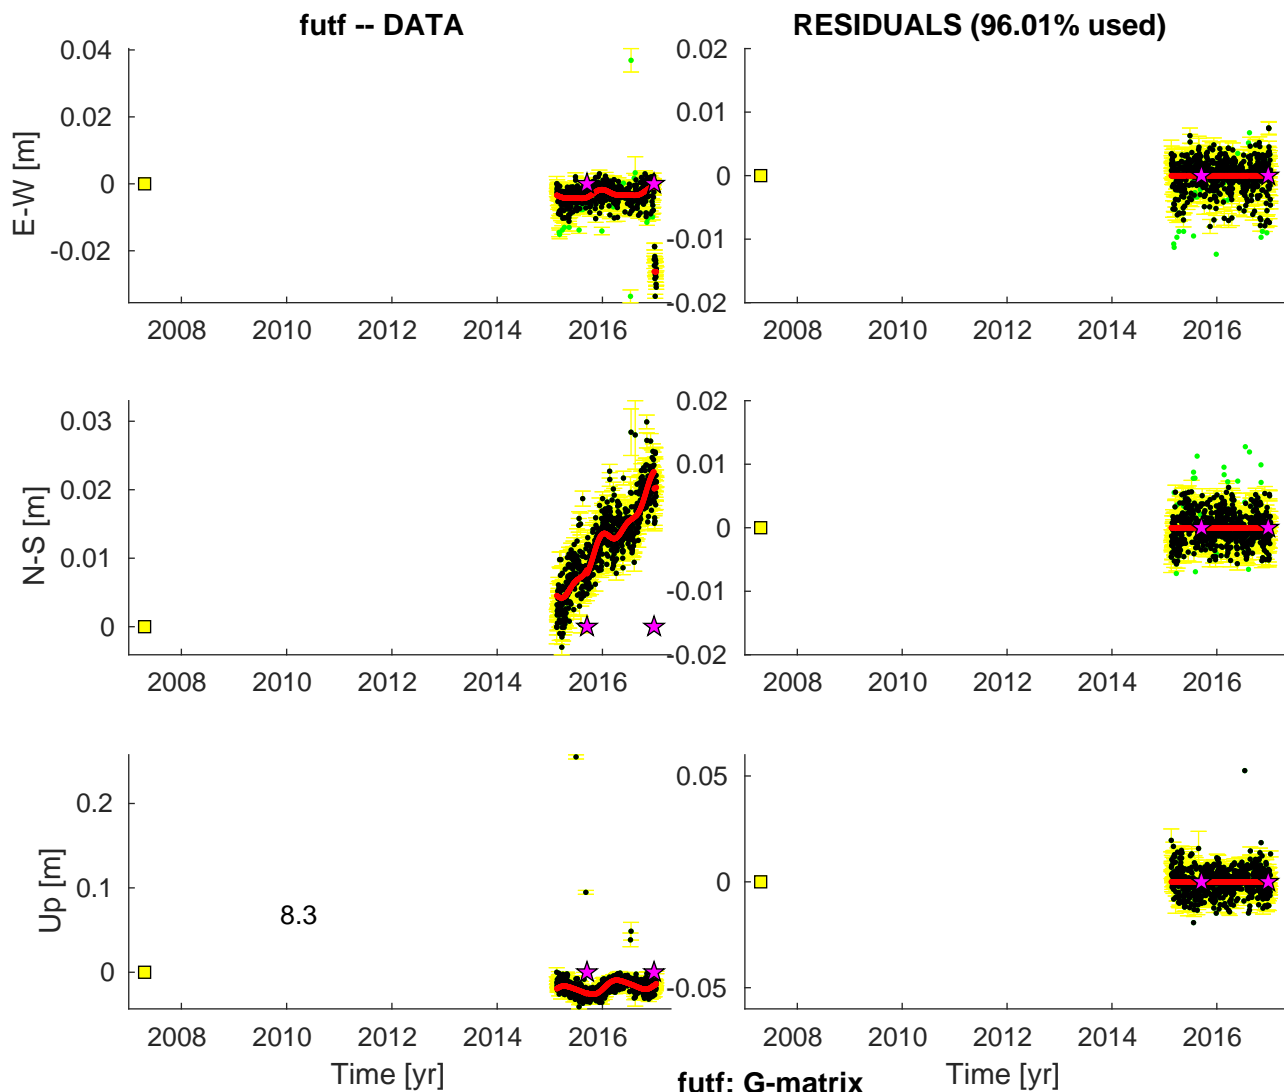 futf -- DATA
RESIDUALS (96.01% used)
0.04
0.02
0
-0.02
E-W [m]
2008 2010 2012 2014 2016
0.02
0.01
0
-0.01
-0.02
2008 2010 2012 2014 2016
0.03
0.02
0.01
0
N-S [m]
2008 2010 2012 2014 2016
0.02
0.01
0
-0.01
-0.02
2008 2010 2012 2014 2016
0.2
0.1
0
Up [m]
8.3
2008 2010 2012 2014 2016
Time [yr]
0.05
0
-0.05
2008 2010 2012 2014 2016
Time [yr]
futf: G-matrix